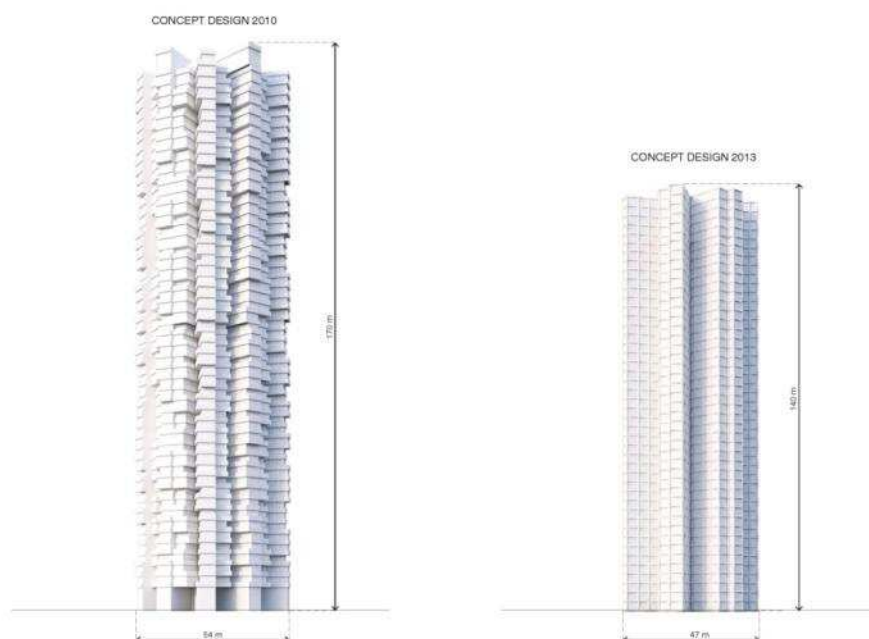 CONCEPT DESIGN 2010
CONCEPT DESIGN 2013
170 m
140 m
54 m
47 m